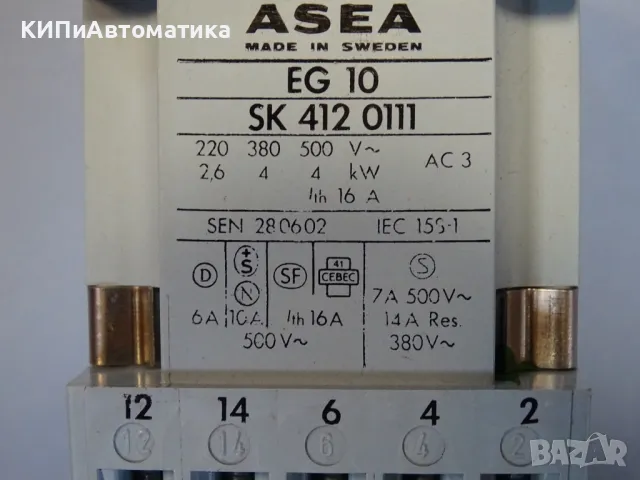 КИПиАвтоматика
ASEA
MADE IN SWEDEN
EG 10
SK 412 0111
220 380 500 V~
2,6 4 4 kW AC 3
Ith 16 A
SEN 280602 IEC 158-1
D +S N SF 41 CEBEC S
6A 10A Ith 16A 7A 500V~
500V~ 14A Res.
380V~
12 14 6 4 2
12 14 6 4 2
BAZAR